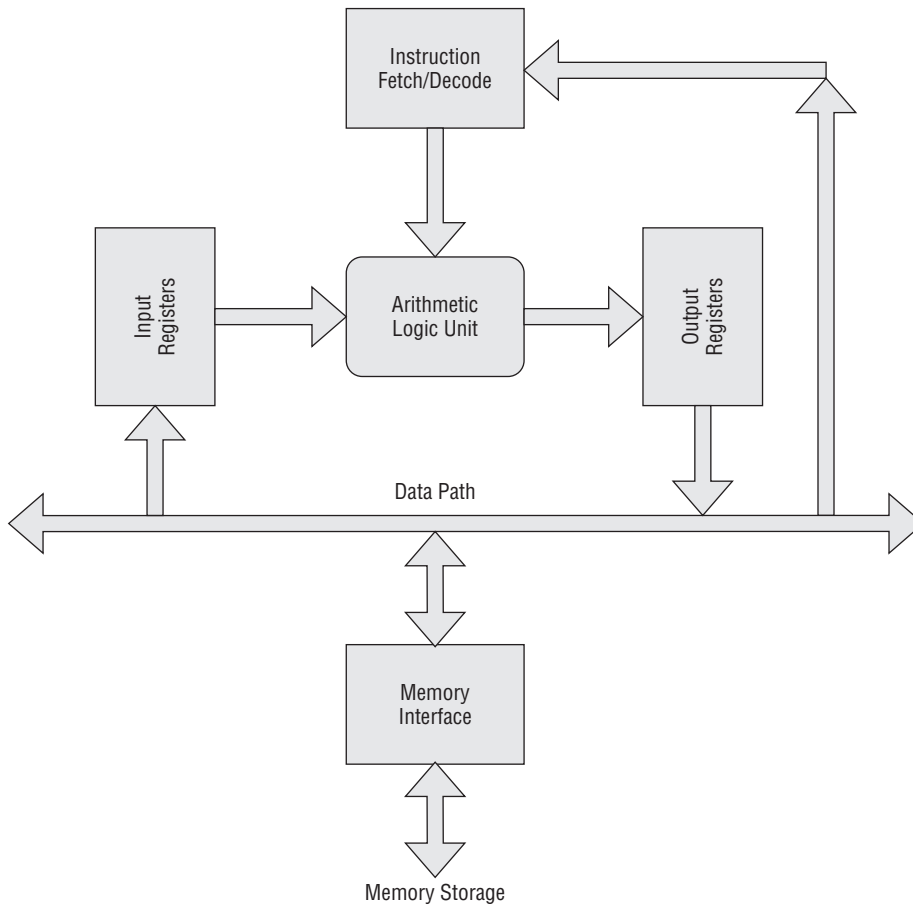 Instruction
Fetch/Decode
Input
Registers
Arithmetic
Logic Unit
Output
Registers
Data Path
Memory
Interface
Memory Storage